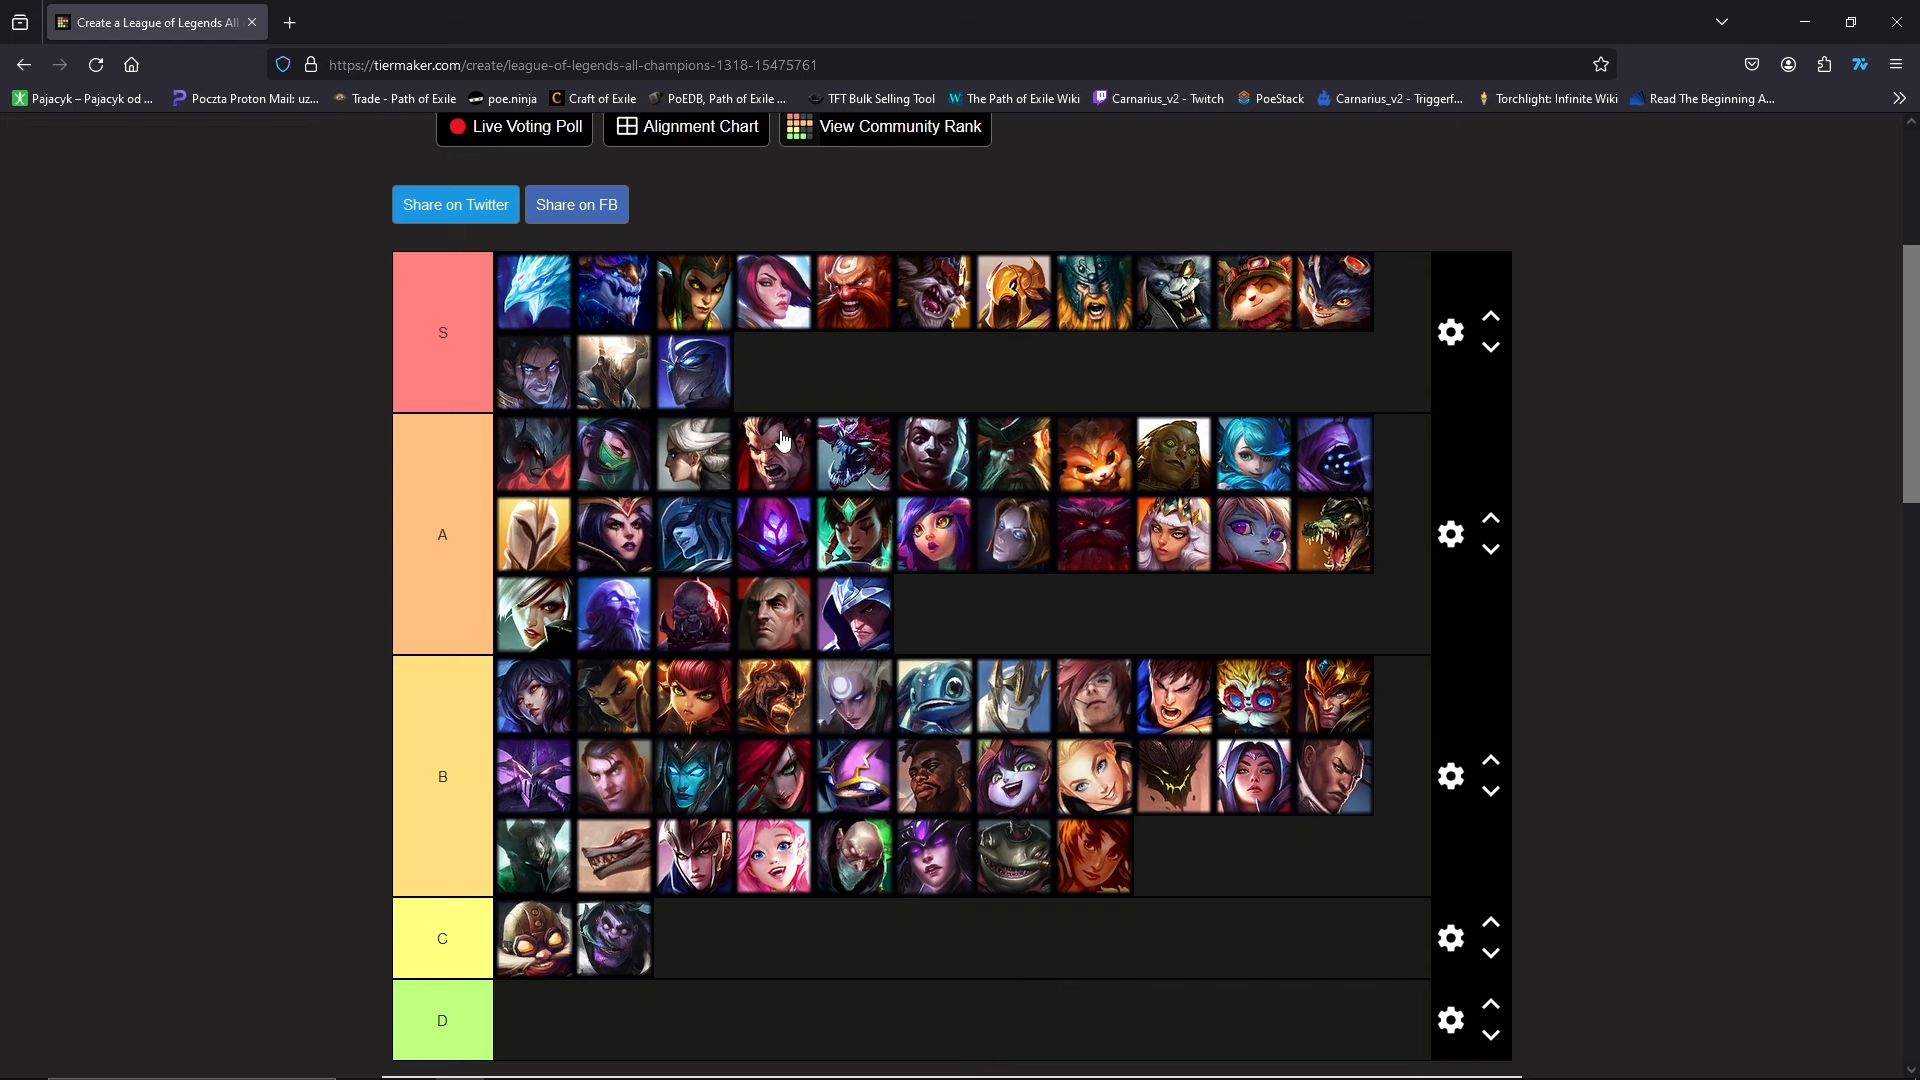 Create a League of Legends All
https://tiermaker.com/create/league-of-legends-all-champions-1318-15475761
Pajacyk – Pajacyk od ...
Poczta Proton Mail: uz...
Trade - Path of Exile
poe.ninja
Craft of Exile
PoEDB, Path of Exile ...
TFT Bulk Selling Tool
The Path of Exile Wiki
Carnarius_v2 - Twitch
PoeStack
Carnarius_v2 - Triggerf...
Torchlight: Infinite Wiki
Read The Beginning A...
Live Voting Poll
Alignment Chart
View Community Rank
Share on Twitter
Share on FB
S
A
B
C
D